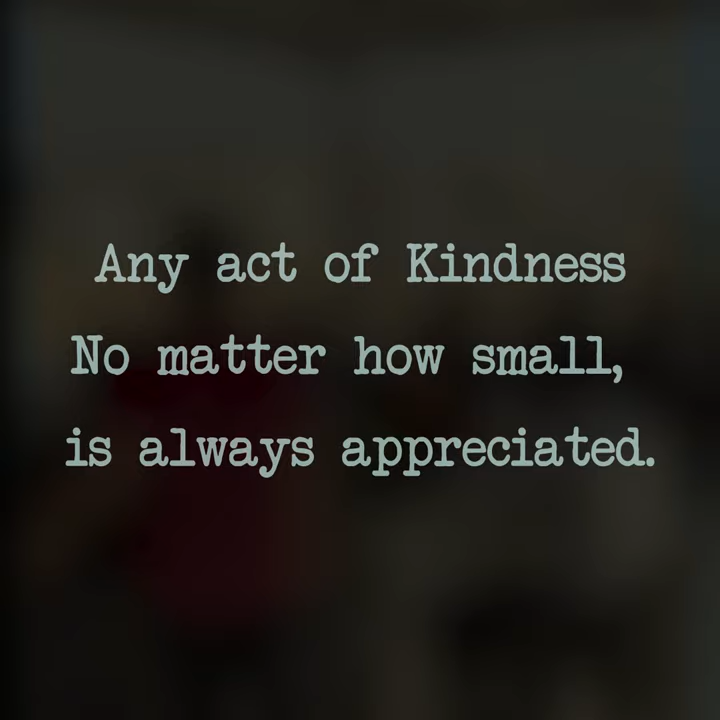 Any act of Kindness
No matter how small,
is always appreciated.